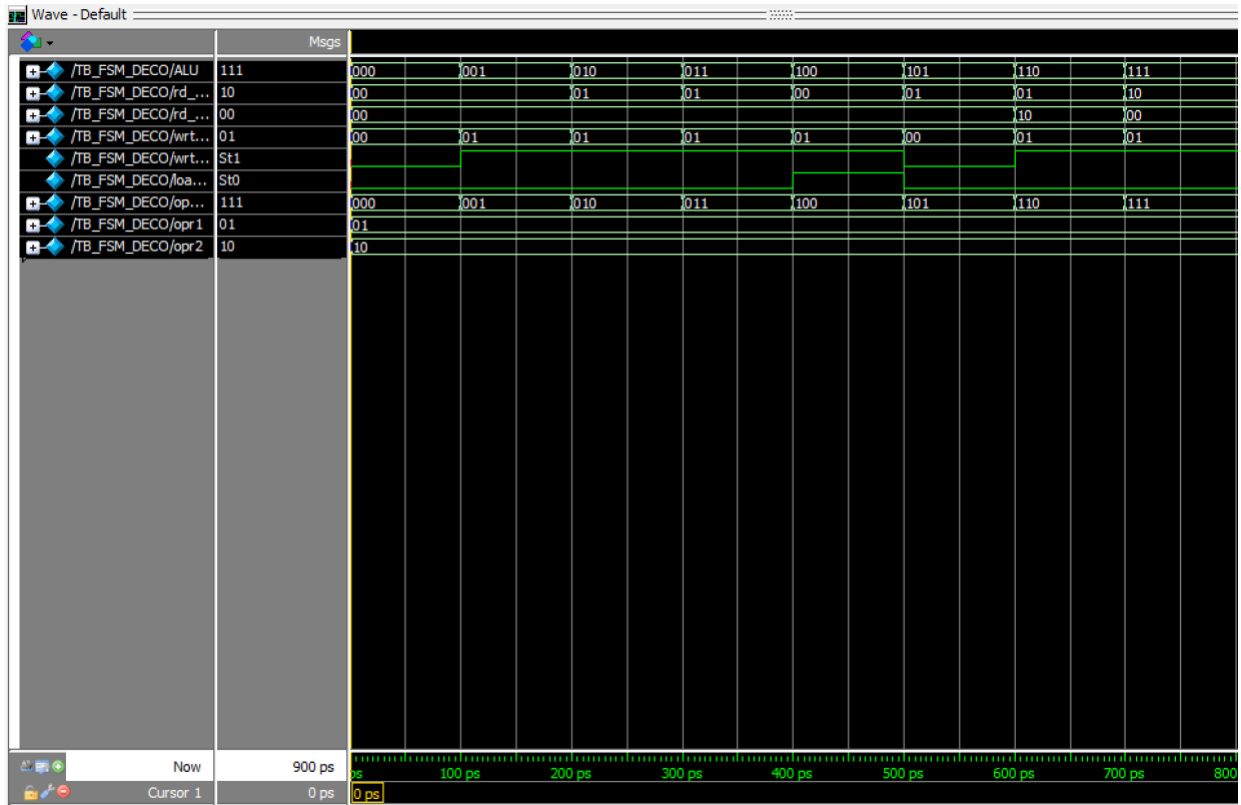 Wave - Default
Msgs
/TB_FSM_DECO/ALU 111 000 001 010 011 100 101 110 111
/TB_FSM_DECO/rd_... 10 00 01 01 00 01 01 10
/TB_FSM_DECO/rd_... 00 00 10 00
/TB_FSM_DECO/wrt... 01 00 01 01 01 01 00 01 01
/TB_FSM_DECO/wrt... St1
/TB_FSM_DECO/loa... St0
/TB_FSM_DECO/op... 111 000 001 010 011 100 101 110 111
/TB_FSM_DECO/opr1 01 01
/TB_FSM_DECO/opr2 10 10
Now 900 ps ps 100 ps 200 ps 300 ps 400 ps 500 ps 600 ps 700 ps 800
Cursor 1 0 ps 0 ps